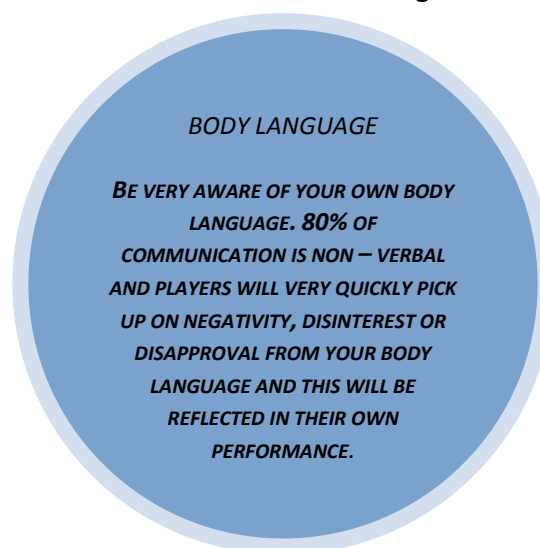 BODY LANGUAGE
BE VERY AWARE OF YOUR OWN BODY
LANGUAGE. 80% OF
COMMUNICATION IS NON – VERBAL
AND PLAYERS WILL VERY QUICKLY PICK
UP ON NEGATIVITY, DISINTEREST OR
DISAPPROVAL FROM YOUR BODY
LANGUAGE AND THIS WILL BE
REFLECTED IN THEIR OWN
PERFORMANCE.